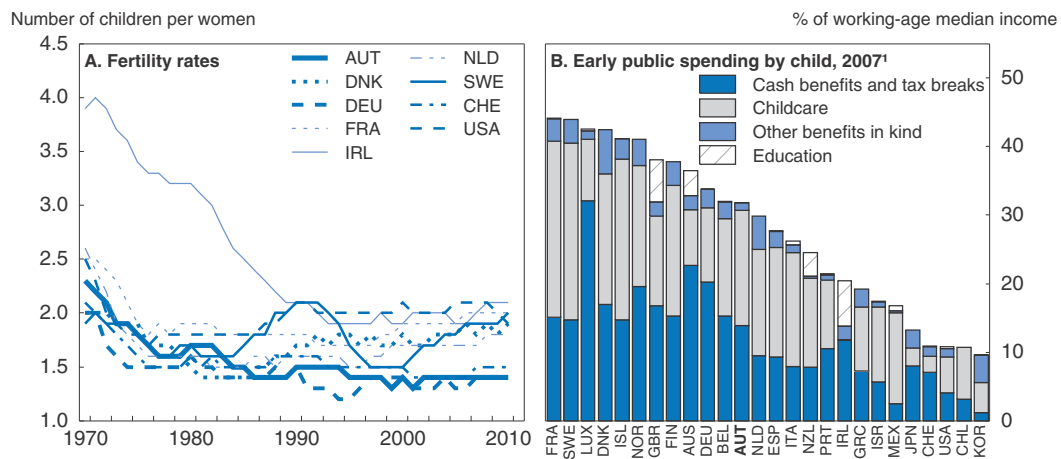 Number of children per women
% of working-age median income
4.5
4.0
3.5
3.0
2.5
2.0
1.5
1.0
A. Fertility rates
AUT
DNK
DEU
FRA
IRL
NLD
SWE
CHE
USA
1970
1980
1990
2000
2010
B. Early public spending by child, 2007¹
Cash benefits and tax breaks
Childcare
Other benefits in kind
Education
50
40
30
20
10
0
FRA
SWE
LUX
DNK
ISL
NOR
GBR
FIN
AUS
DEU
BEL
AUT
NLD
ESP
ITA
NZL
PRT
IRL
GRC
ISR
MEX
JPN
CHE
USA
CHL
KOR